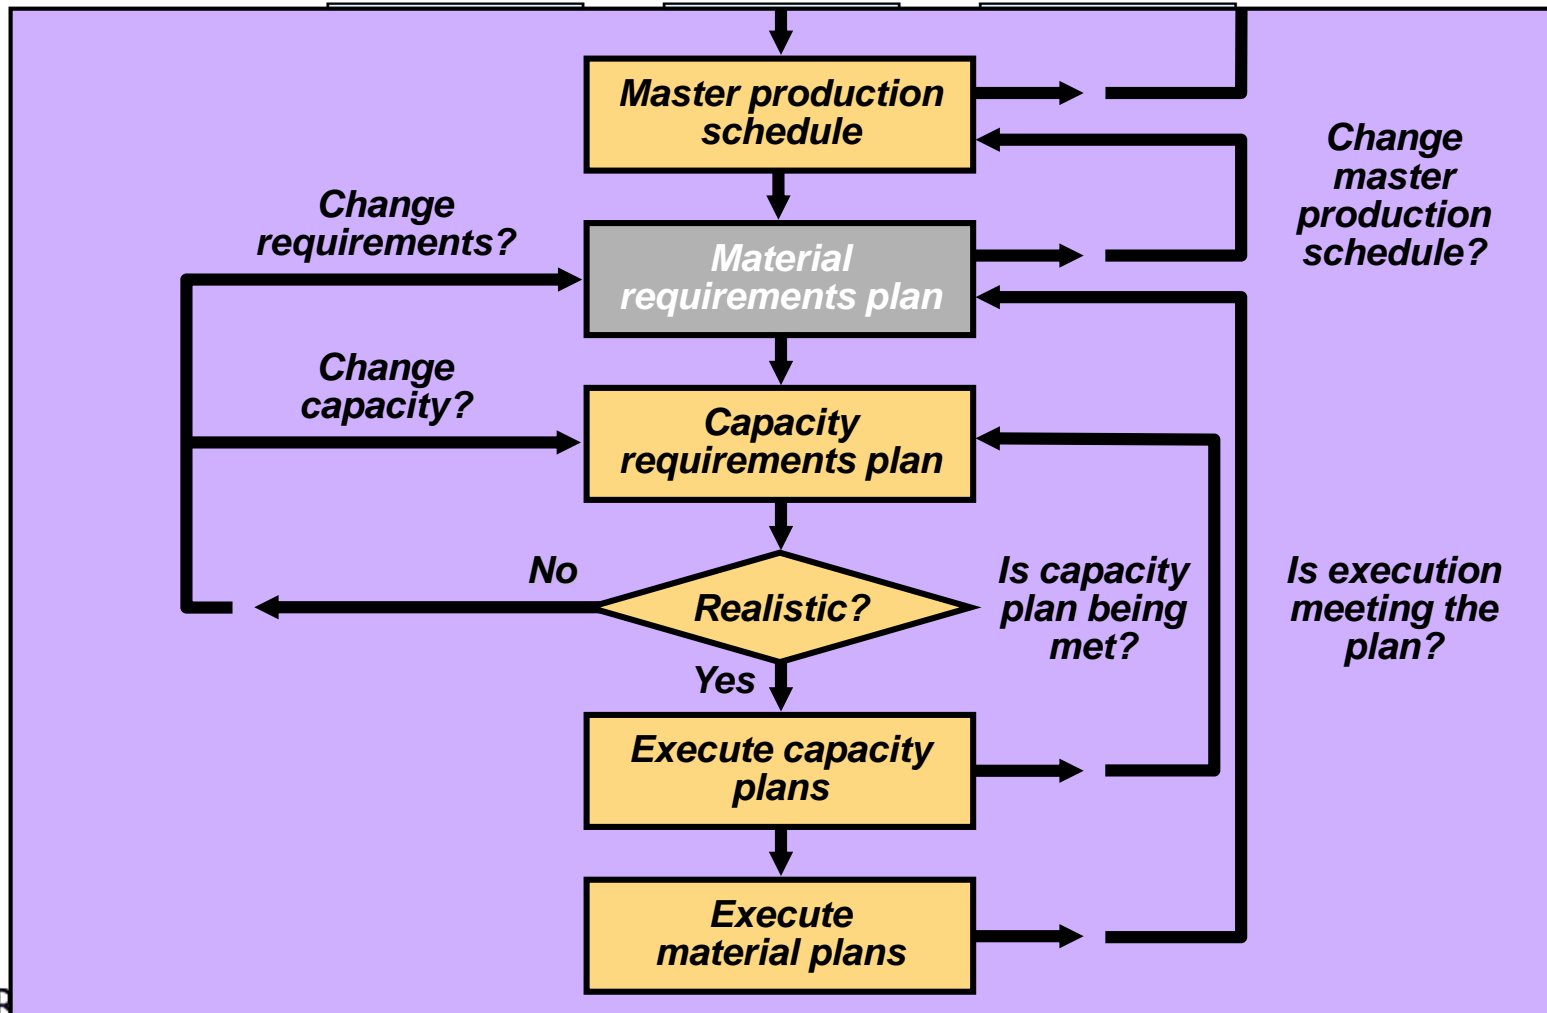 Master production
schedule
Change
master
production
schedule?
Change
requirements?
Material
requirements plan
Change
capacity?
Capacity
requirements plan
No
Realistic?
Is capacity
plan being
met?
Is execution
meeting the
plan?
Yes
Execute capacity
plans
Execute
material plans